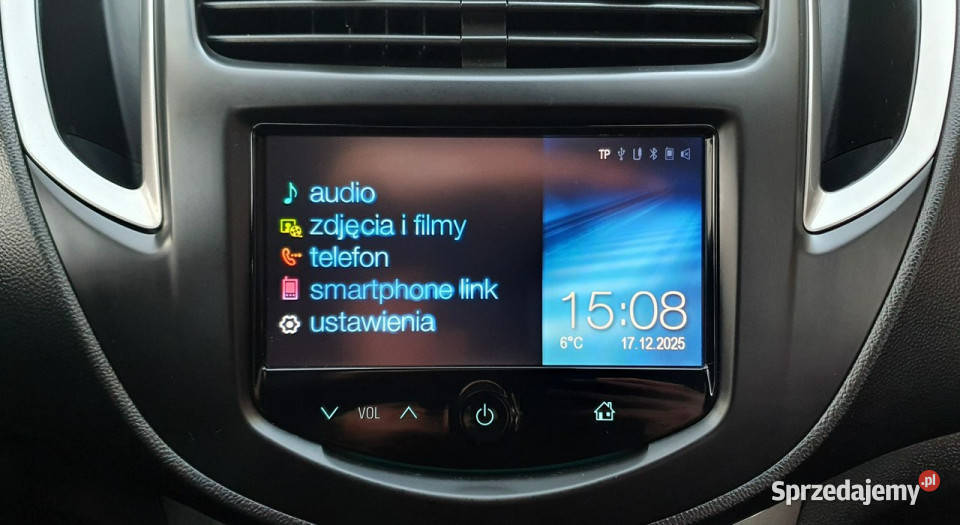 TP
audio
zdjęcia i filmy
telefon
smartphone link
ustawienia
15:08
6°C 17.12.2025
VOL
Sprzedajemy.pl